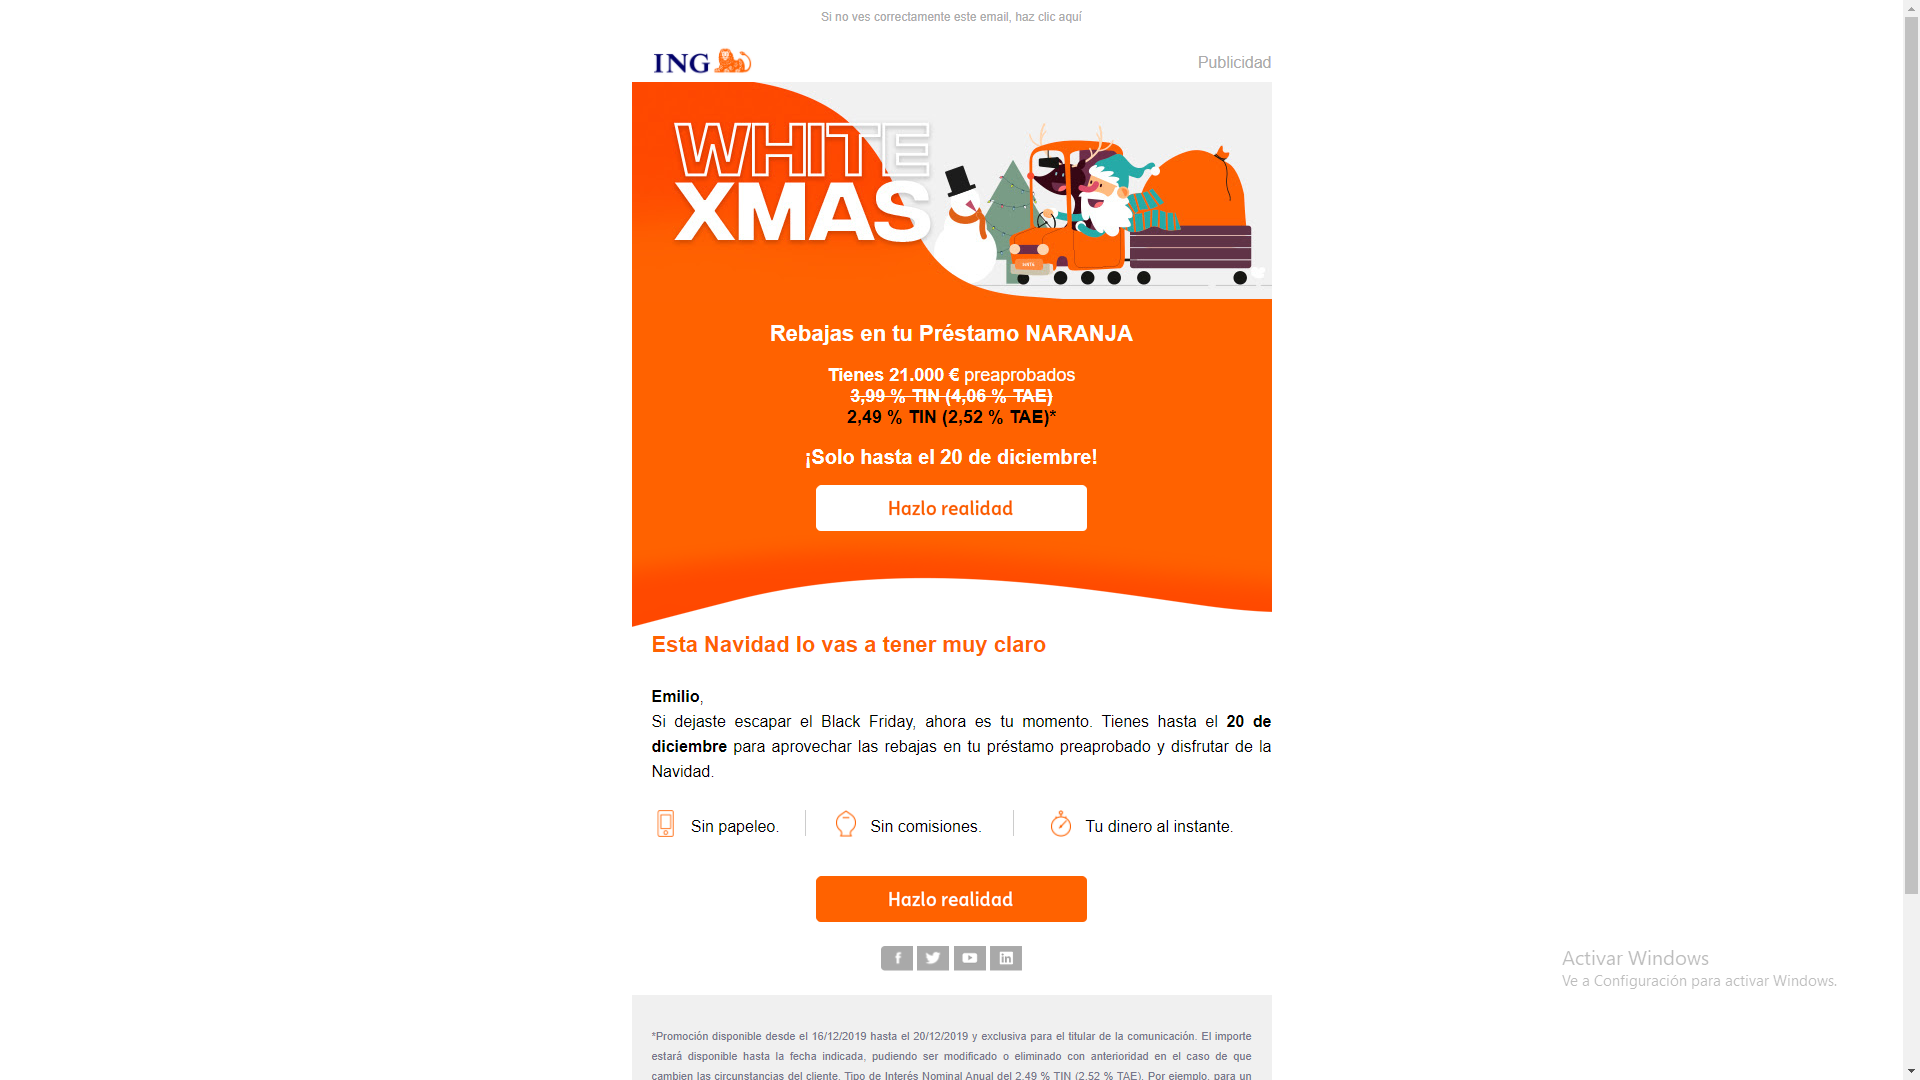 Si no ves correctamente este email, haz clic aquí
ING
Publicidad
WHITE
XMAS
Rebajas en tu Préstamo NARANJA
Tienes 21.000 € preaprobados
3,99 % TIN (4,06 % TAE)
2,49 % TIN (2,52 % TAE)*
¡Solo hasta el 20 de diciembre!
Hazlo realidad
Esta Navidad lo vas a tener muy claro
Emilio,
Si dejaste escapar el Black Friday, ahora es tu momento. Tienes hasta el 20 de
diciembre para aprovechar las rebajas en tu préstamo preaprobado y disfrutar de la
Navidad.
Sin papeleo.
Sin comisiones.
Tu dinero al instante.
Hazlo realidad
Activar Windows
Ve a Configuración para activar Windows.
*Promoción disponible desde el 16/12/2019 hasta el 20/12/2019 y exclusiva para el titular de la comunicación. El importe
estará disponible hasta la fecha indicada, pudiendo ser modificado o eliminado con anterioridad en el caso de que
cambien las circunstancias del cliente. Tipo de Interés Nominal Anual del 2,49 % TIN (2,52 % TAE). Por ejemplo, para un